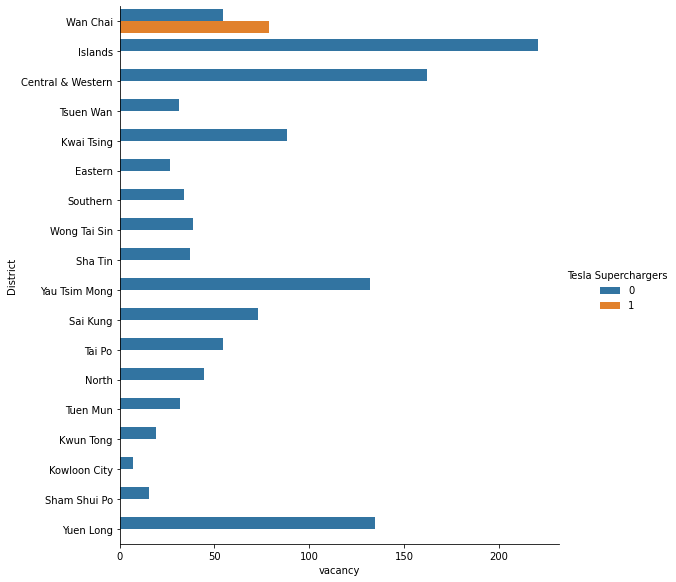 Wan Chai
Islands
Central & Western
Tsuen Wan
Kwai Tsing
Eastern
Southern
Wong Tai Sin
Sha Tin
Yau Tsim Mong
Sai Kung
Tai Po
North
Tuen Mun
Kwun Tong
Kowloon City
Sham Shui Po
Yuen Long
District
0 50 100 150 200
vacancy
Tesla Superchargers
0
1